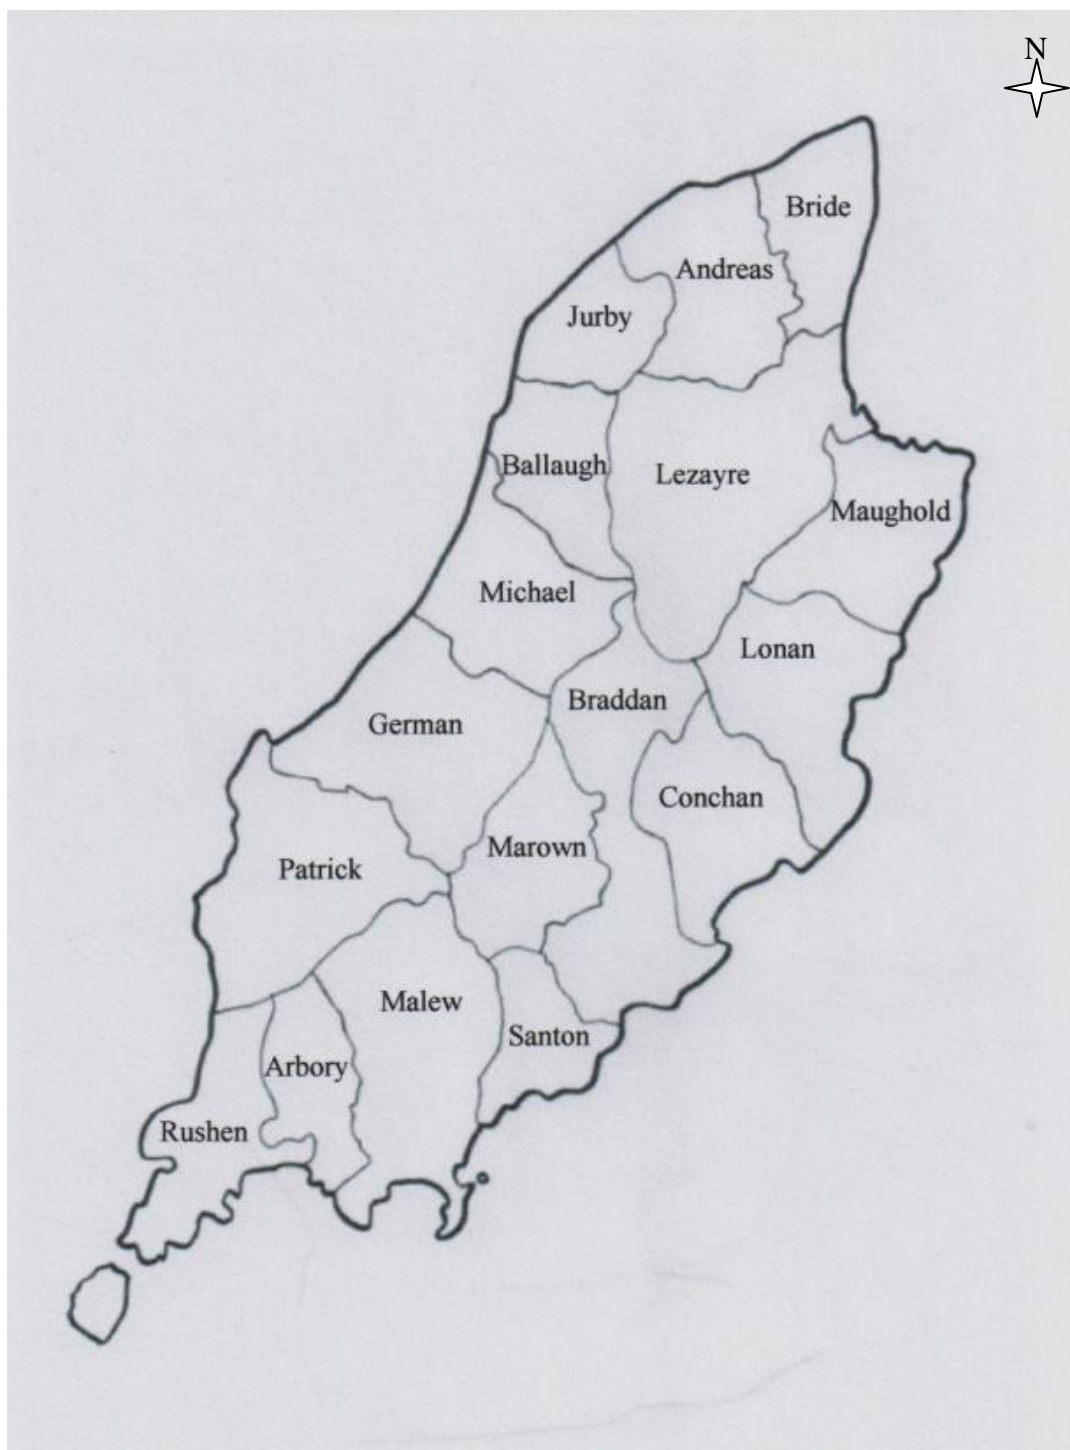 N
Bride
Andreas
Jurby
Ballaugh
Lezayre
Maughold
Michael
Lonan
Braddan
German
Conchan
Marown
Patrick
Malew
Santon
Arbory
Rushen